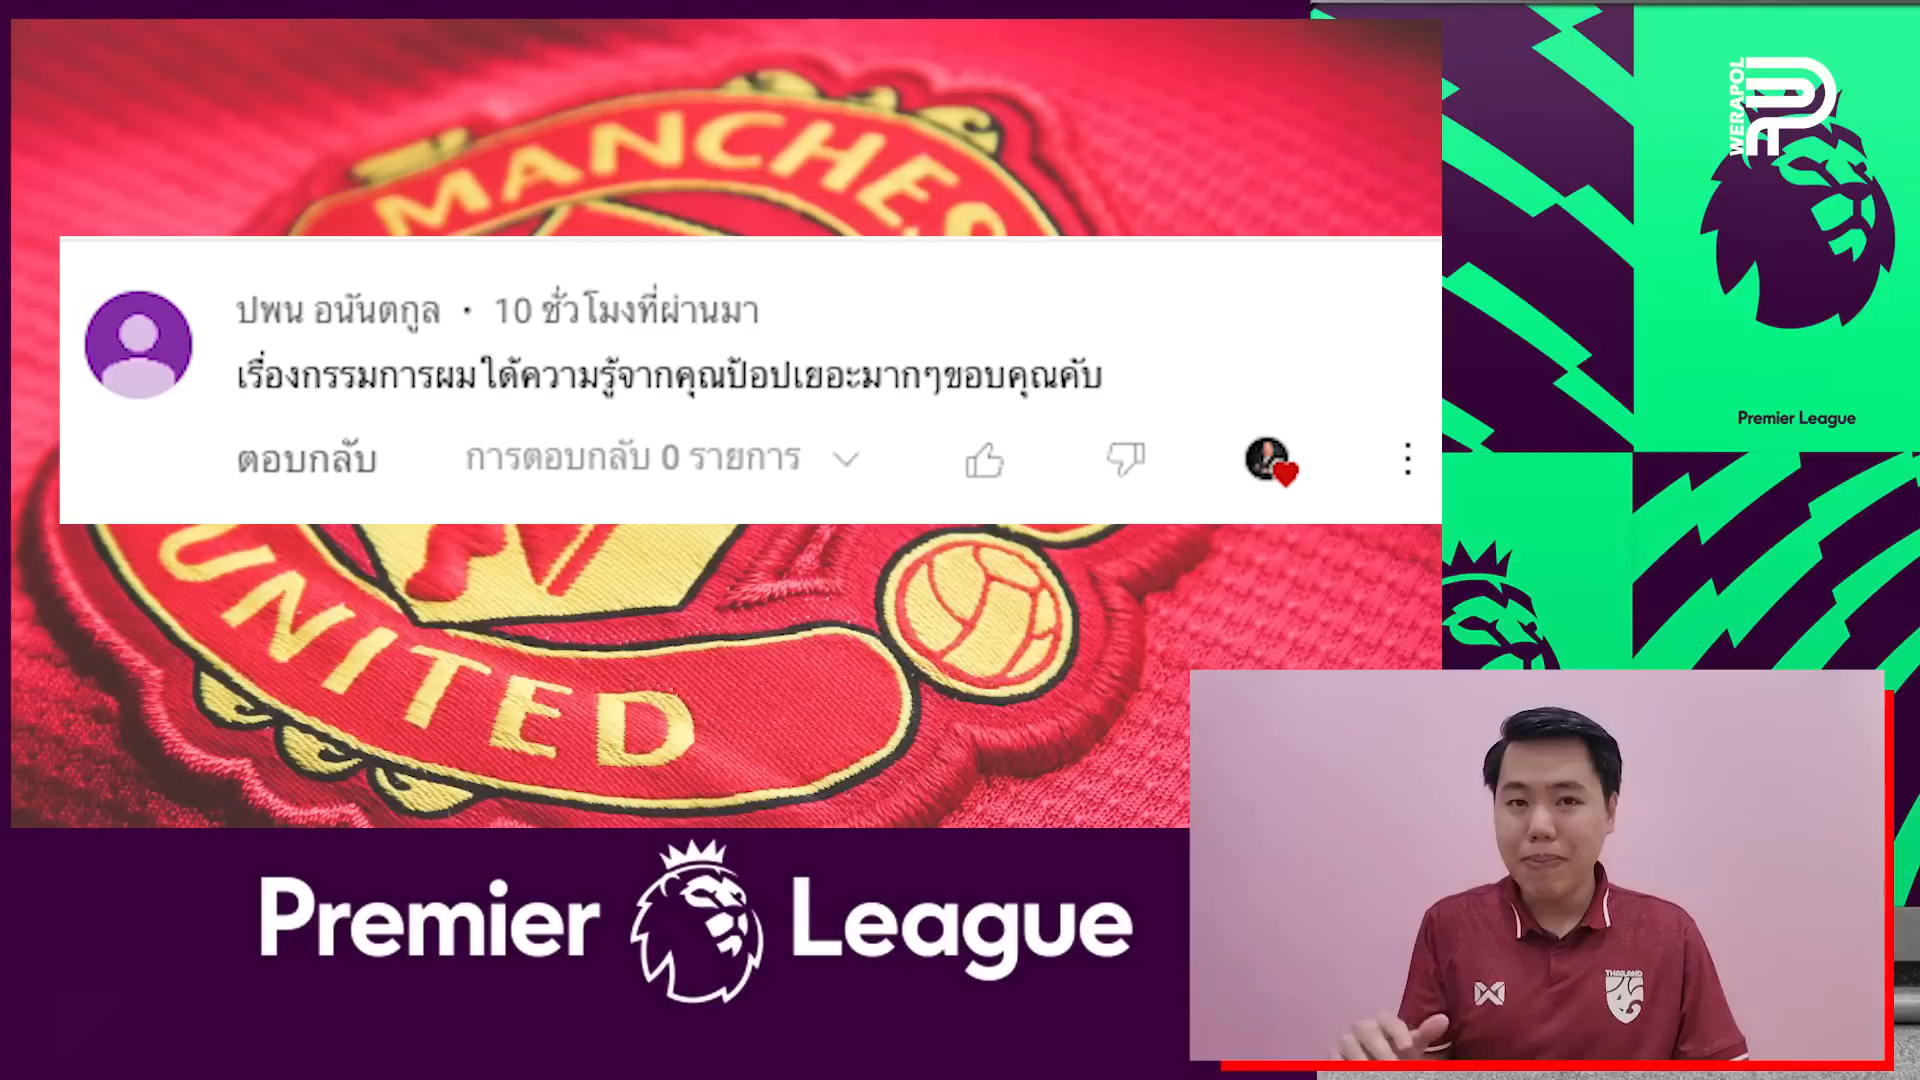 MANCHES
WERAPOL
ปพน อนันตกูล · 10 ชั่วโมงที่ผ่านมา
เรื่องกรรมการผมได้ความรู้จากคุณป้อปเยอะมากๆขอบคุณคับ
ตอบกลับ การตอบกลับ 0 รายการ
Premier League
UNITED
Premier League
THAILAND